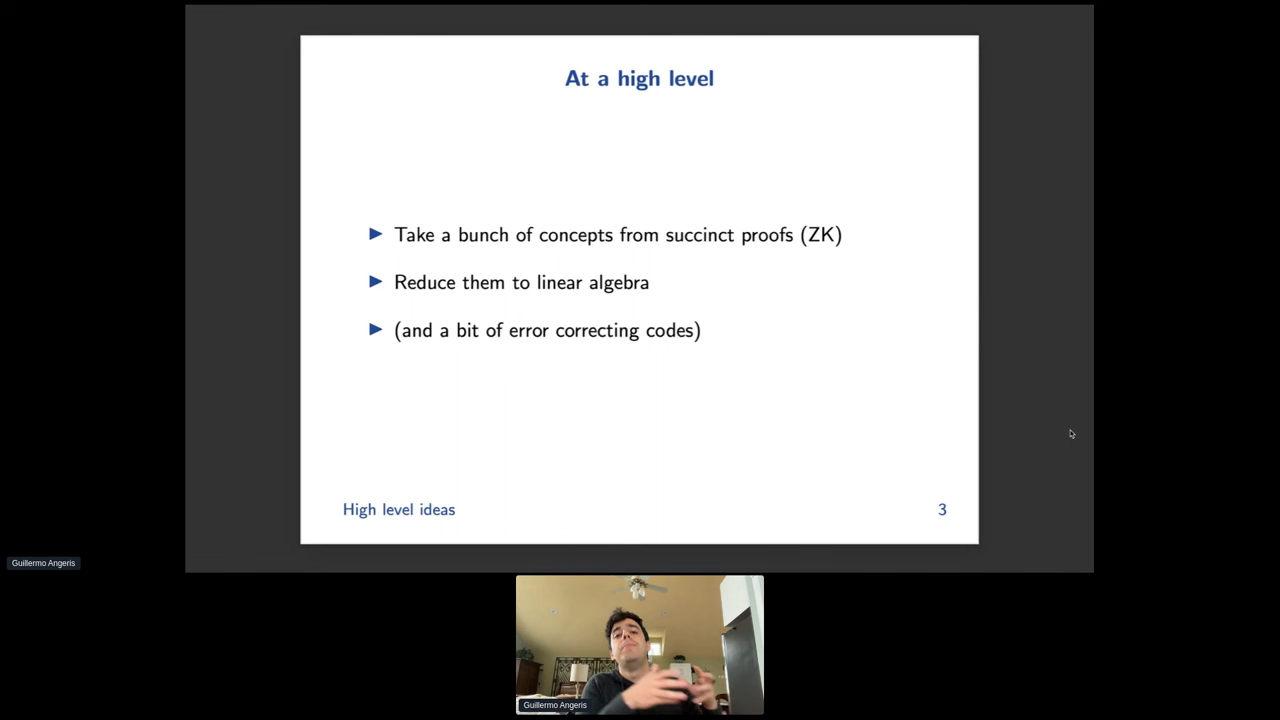 At a high level
▶ Take a bunch of concepts from succinct proofs (ZK)
▶ Reduce them to linear algebra
▶ (and a bit of error correcting codes)
High level ideas
3
Guillermo Angeris
Guillermo Angeris